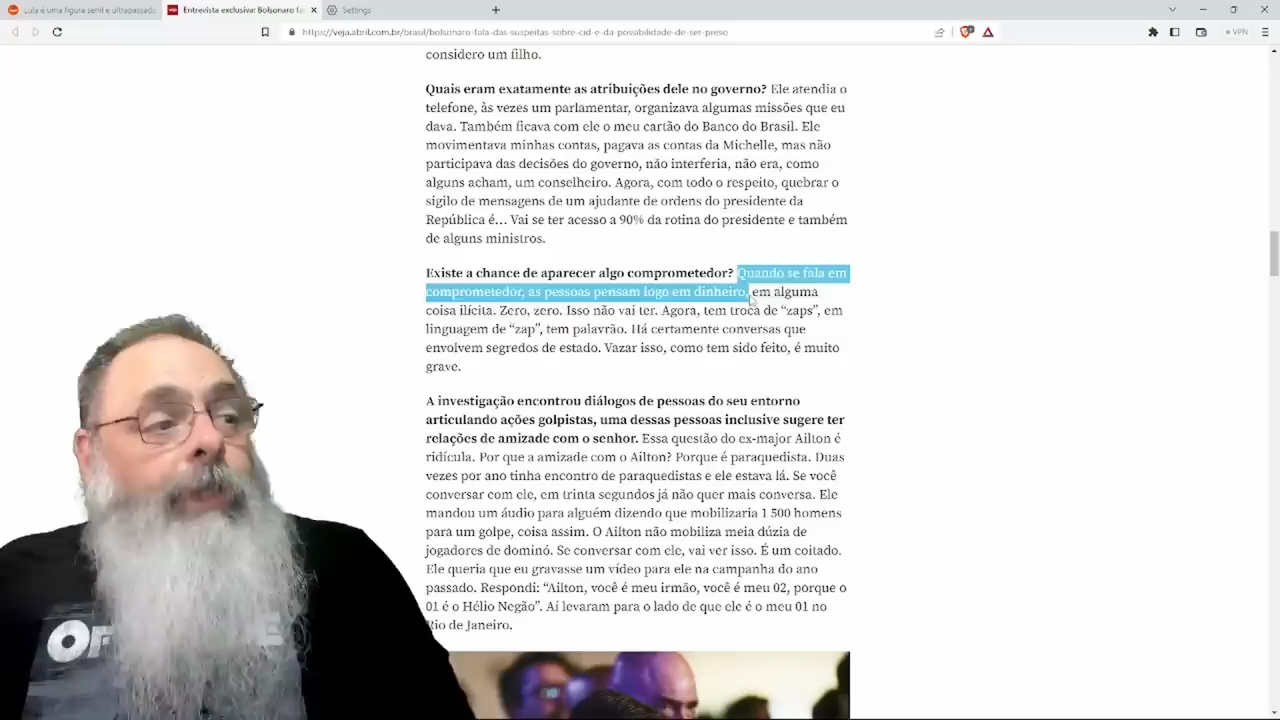 Lula é uma figura senil e ultrapassada
Entrevista exclusiva: Bolsonaro fa
Settings
https://veja.abril.com.br/brasil/bolsonaro-fala-das-suspeitas-sobre-cid-e-da-possibilidade-de-ser-preso
VPN
considero um filho.
Quais eram exatamente as atribuições dele no governo? Ele atendia o
telefone, às vezes um parlamentar, organizava algumas missões que eu
dava. Também ficava com ele o meu cartão do Banco do Brasil. Ele
movimentava minhas contas, pagava as contas da Michelle, mas não
participava das decisões do governo, não interferia, não era, como
alguns acham, um conselheiro. Agora, com todo o respeito, quebrar o
sigilo de mensagens de um ajudante de ordens do presidente da
República é... Vai se ter acesso a 90% da rotina do presidente e também
de alguns ministros.
Existe a chance de aparecer algo comprometedor? Quando se fala em
comprometedor, as pessoas pensam logo em dinheiro, em alguma
coisa ilícita. Zero, zero. Isso não vai ter. Agora, tem troca de “zaps”, em
linguagem de “zap”, tem palavrão. Há certamente conversas que
envolvem segredos de estado. Vazar isso, como tem sido feito, é muito
grave.
A investigação encontrou diálogos de pessoas do seu entorno
articulando ações golpistas, uma dessas pessoas inclusive sugere ter
relações de amizade com o senhor. Essa questão do ex-major Ailton é
ridícula. Por que a amizade com o Ailton? Porque é paraquedista. Duas
vezes por ano tinha encontro de paraquedistas e ele estava lá. Se você
conversar com ele, em trinta segundos já não quer mais conversa. Ele
mandou um áudio para alguém dizendo que mobilizaria 1 500 homens
para um golpe, coisa assim. O Ailton não mobiliza meia dúzia de
jogadores de dominó. Se conversar com ele, vai ver isso. É um coitado.
Ele queria que eu gravasse um vídeo para ele na campanha do ano
passado. Respondi: “Ailton, você é meu irmão, você é meu 02, porque o
01 é o Hélio Negão”. Aí levaram para o lado de que ele é o meu 01 no
Rio de Janeiro.